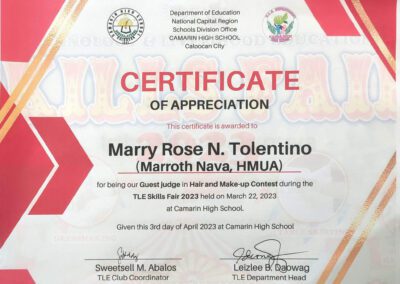 Department of Education
National Capital Region
Schools Division Office
CAMARIN HIGH SCHOOL
Caloocan City
CERTIFICATE
OF APPRECIATION
This certificate is awarded to
Marry Rose N. Tolentino
(Marroth Nava, HMUA)
for being our Guest judge in Hair and Make-up Contest during the
TLE Skills Fair 2023 held on March 22, 2023
at Camarin High School.
Given this 3rd day of April 2023 at Camarin High School
Sweetsell M. Abalos
TLE Club Coordinator
Leizlee B. Daowag
TLE Department Head